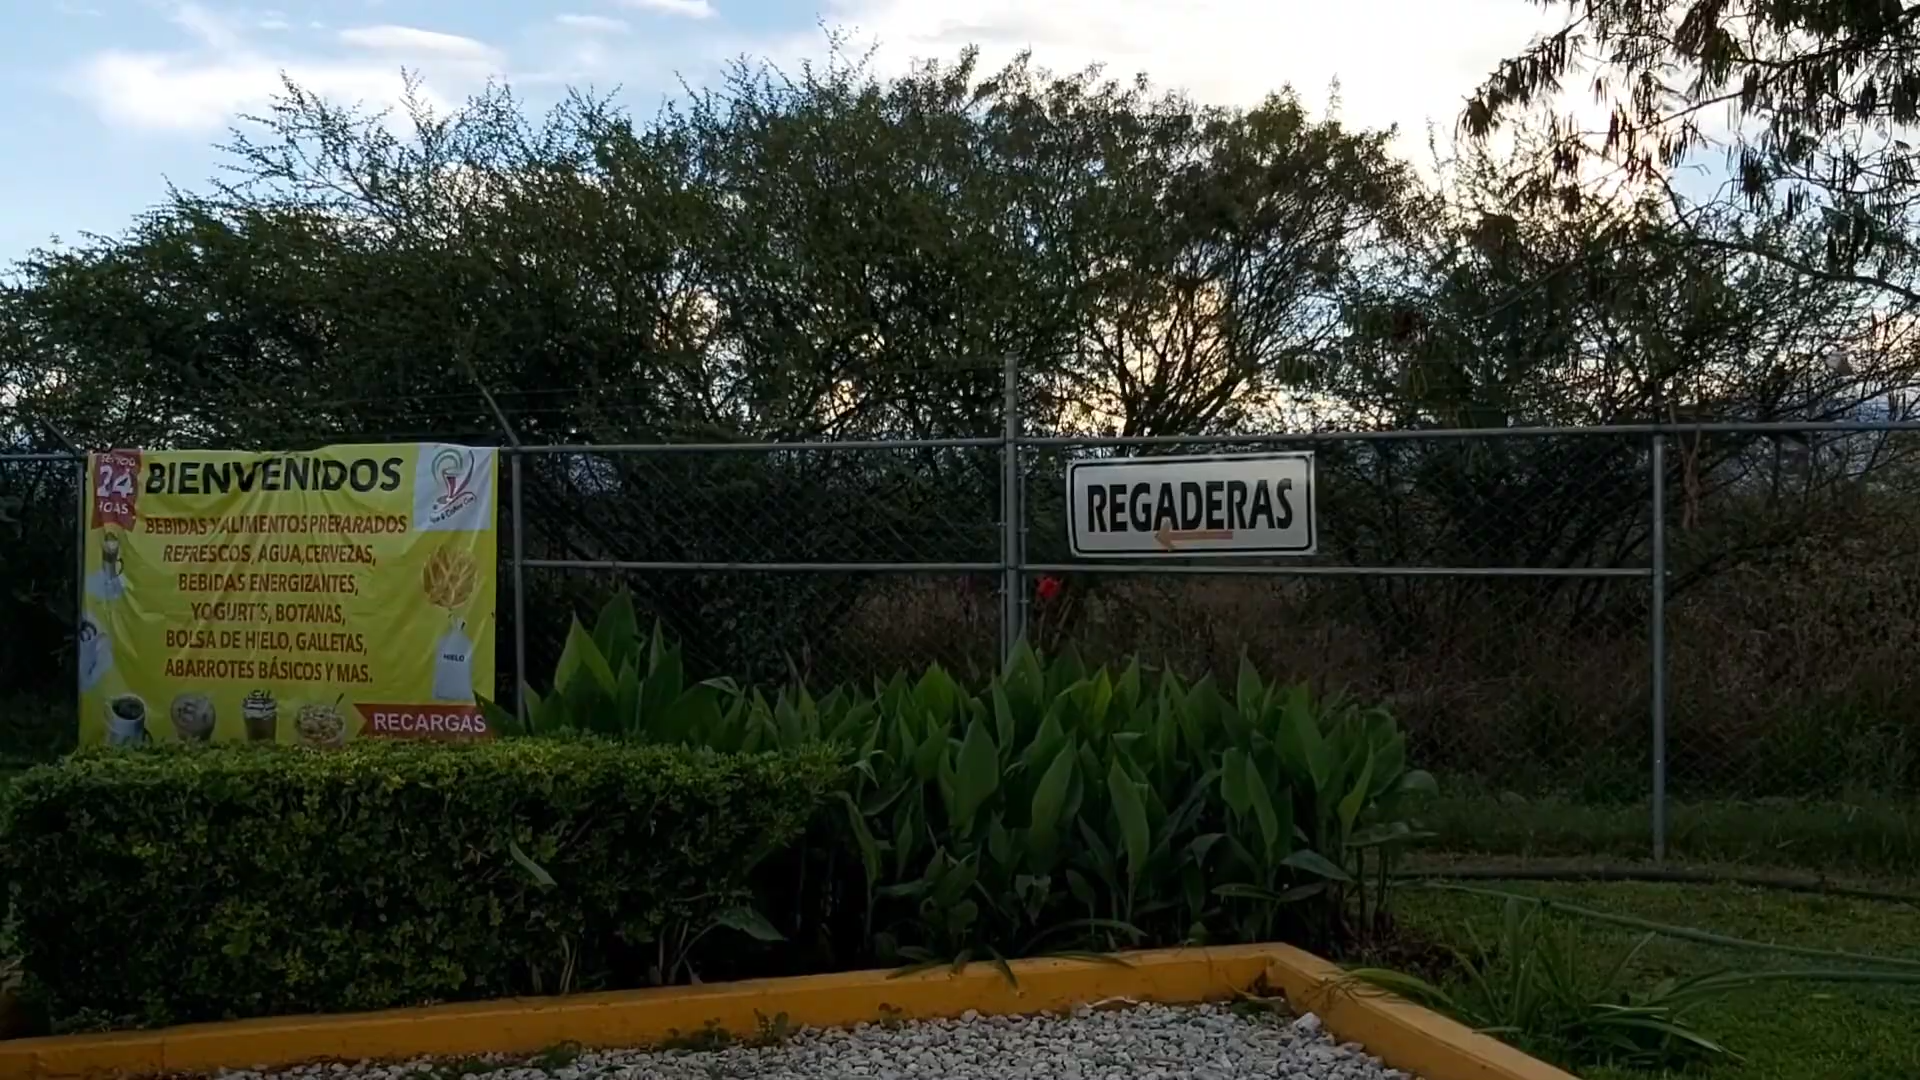 24
BIENVENIDOS
BEBIDAS Y ALIMENTOS PREPARADOS
REFRESCOS, AGUA,CERVEZAS,
BEBIDAS ENERGIZANTES,
YOGURT´S, BOTANAS,
BOLSA DE HIELO, GALLETAS,
ABARROTES BÁSICOS Y MAS.
HIELO
RECARGAS
REGADERAS